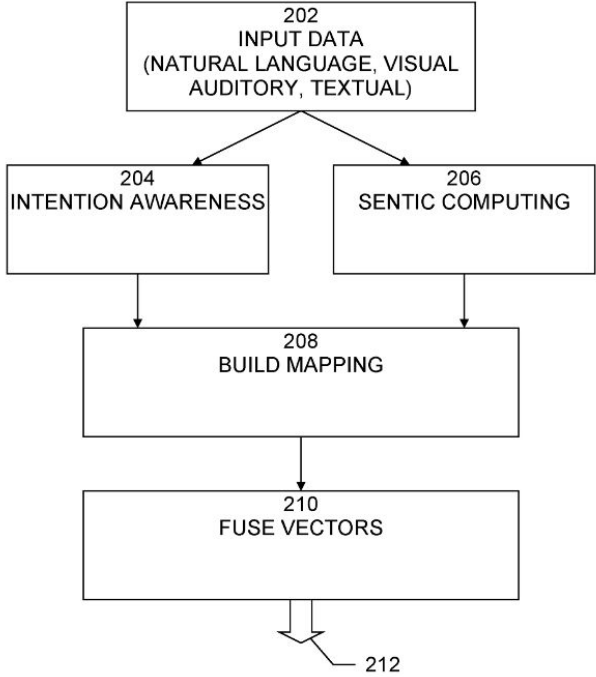 202
INPUT DATA
(NATURAL LANGUAGE, VISUAL
AUDITORY, TEXTUAL)
204
INTENTION AWARENESS
206
SENTIC COMPUTING
208
BUILD MAPPING
210
FUSE VECTORS
212